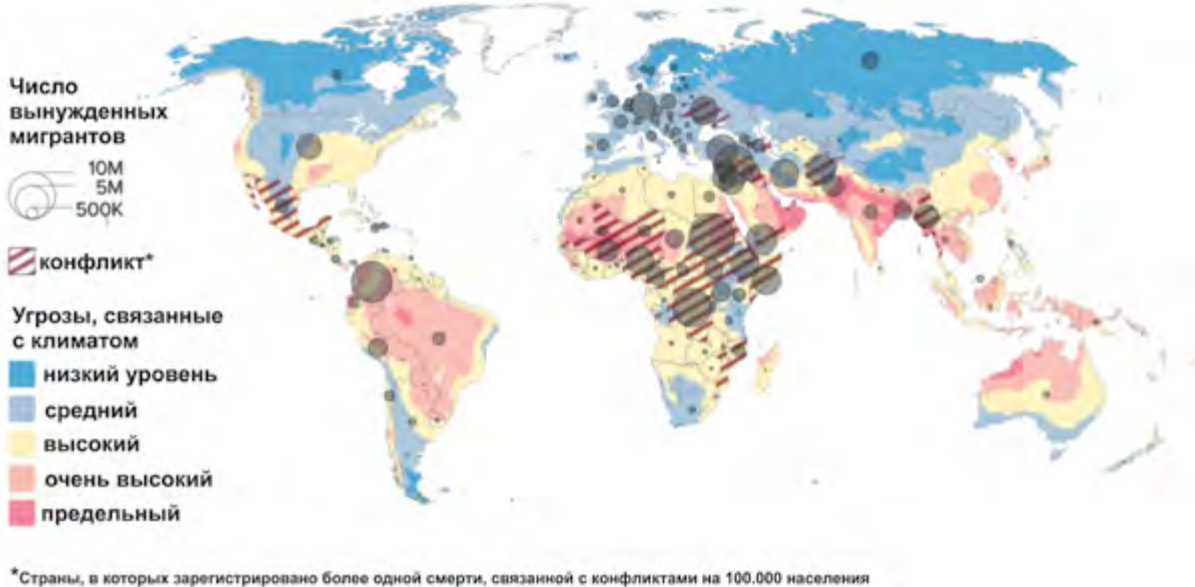 Число
вынужденных
мигрантов
10M
5M
500K
конфликт*
Угрозы, связанные
с климатом
низкий уровень
средний
высокий
очень высокий
предельный
*Страны, в которых зарегистрировано более одной смерти, связанной с конфликтами на 100.000 населения